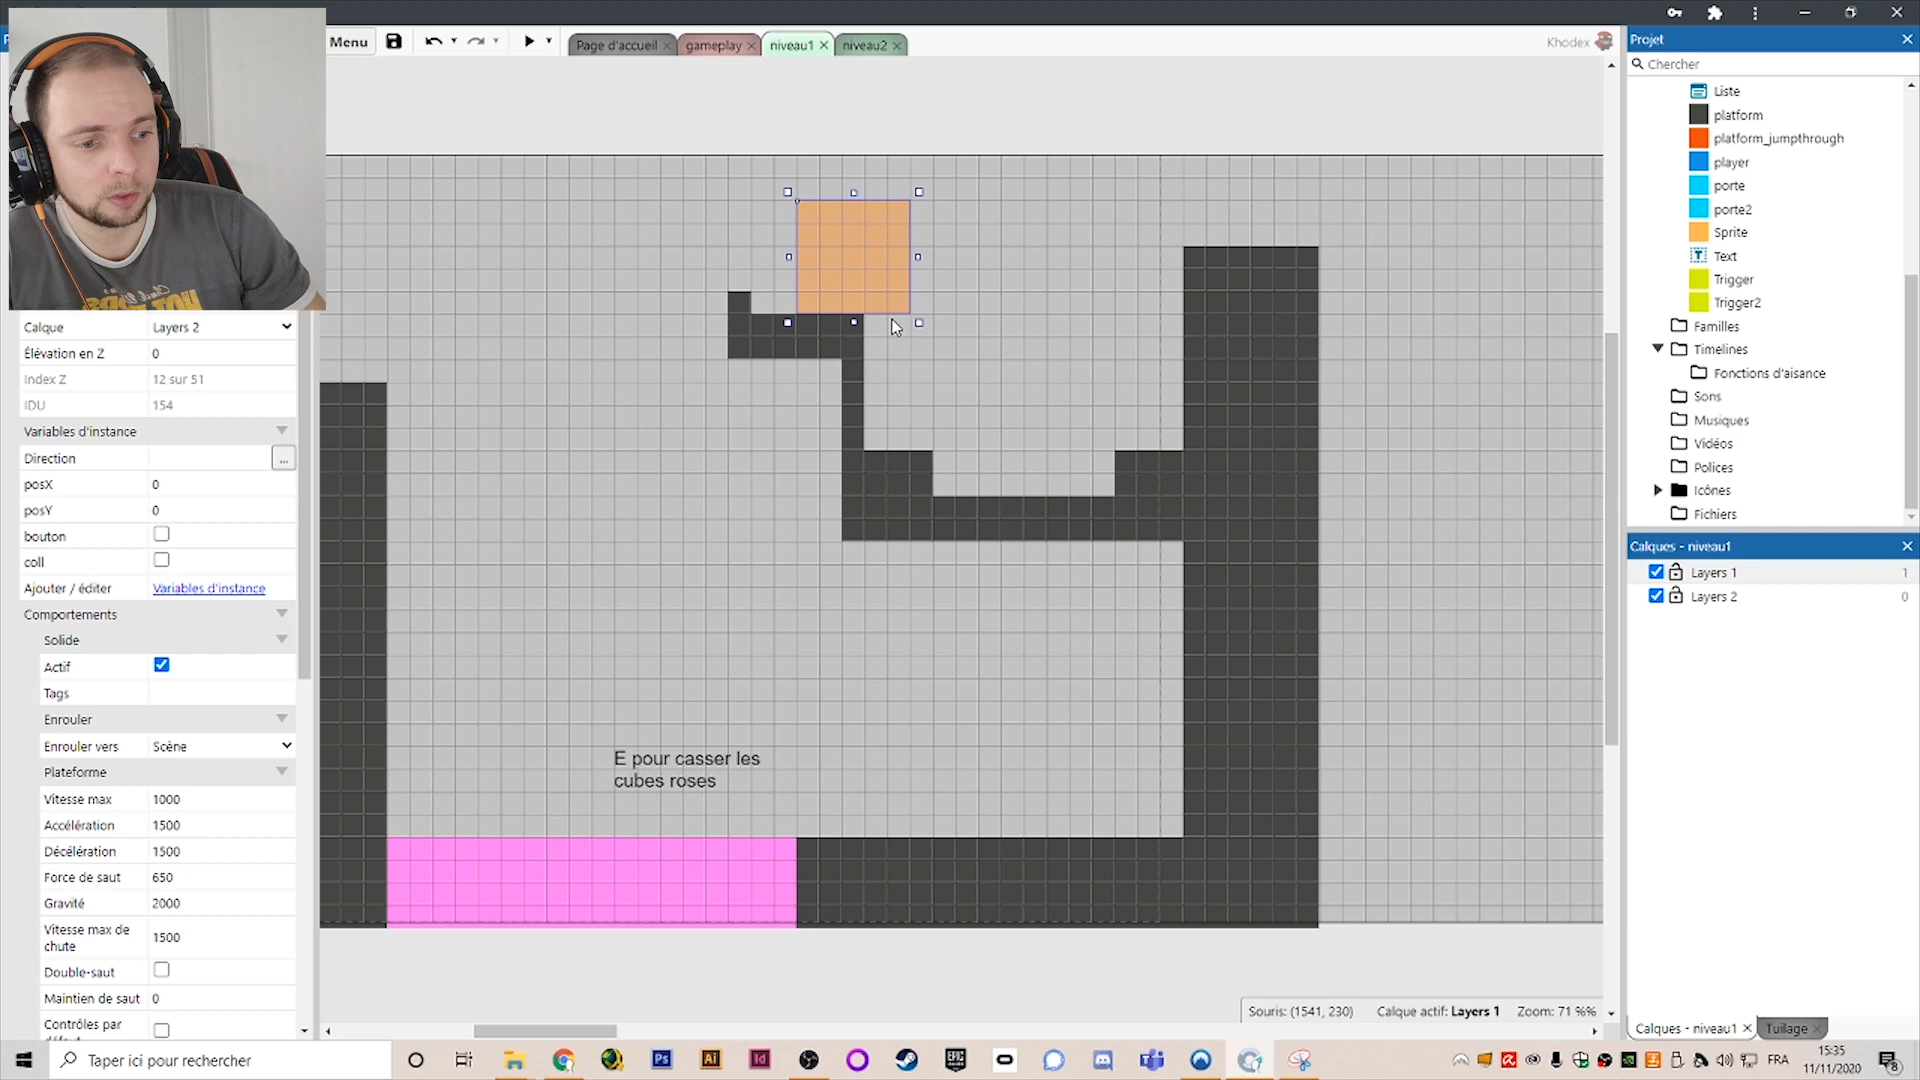 Menu
Page d'accueil
gameplay
niveau1
niveau2
Khodex
Projet
Chercher
Liste
platform
platform_jumpthrough
player
porte
porte2
Sprite
Text
Trigger
Trigger2
Familles
Timelines
Fonctions d'aisance
Sons
Musiques
Vidéos
Polices
Icônes
Fichiers
Calques - niveau1
Layers 1 1
Layers 2 0
Calques - niveau1
Tuilage
Calque Layers 2
Élévation en Z 0
Index Z 12 sur 51
IDU 154
Variables d'instance
Direction ...
posX 0
posY 0
bouton
coll
Ajouter / éditer Variables d'instance
Comportements
Solide
Actif
Tags
Enrouler
Enrouler vers Scène
Plateforme
Vitesse max 1000
Accélération 1500
Décélération 1500
Force de saut 650
Gravité 2000
Vitesse max de
chute 1500
Double-saut
Maintien de saut 0
Contrôles par
E pour casser les
cubes roses
Souris: (1541, 230) Calque actif: Layers 1 Zoom: 71 %%
Taper ici pour rechercher
Ps
Ai
Id
EPIC
FRA
15:35
11/11/2020
8